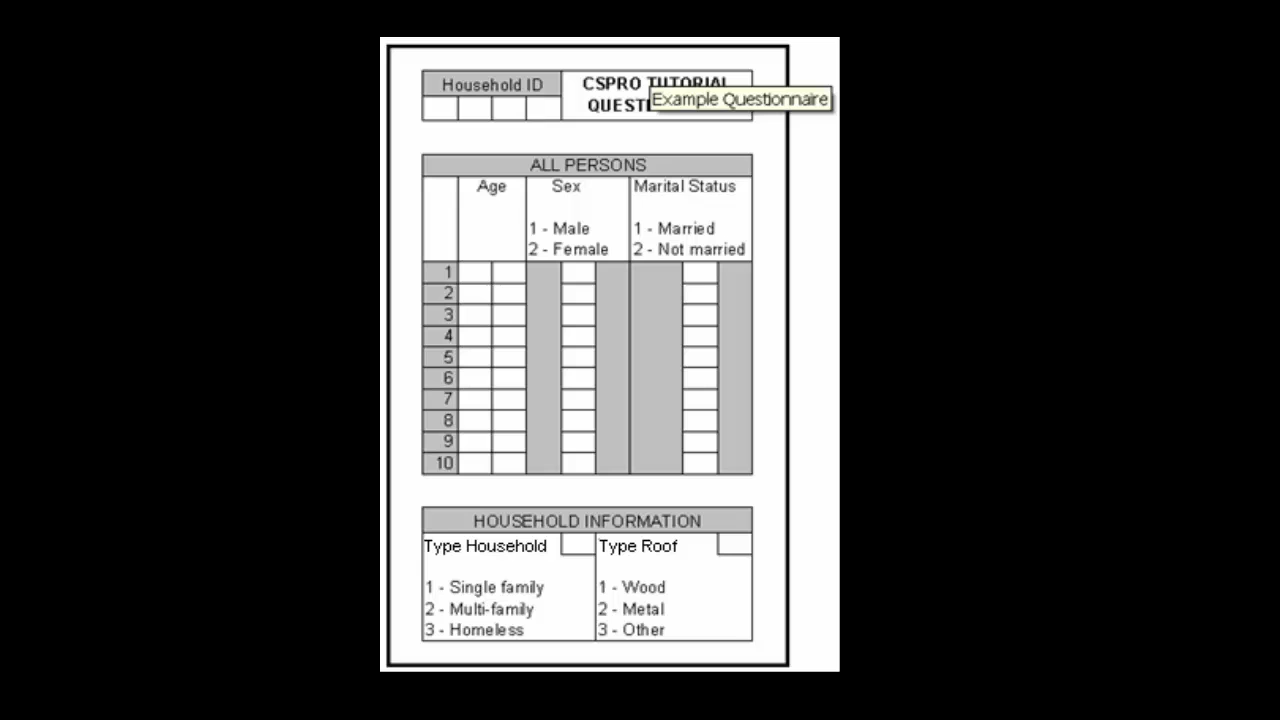 Household ID
CSPRO TUTORIAL
QUEST
Example Questionnaire
ALL PERSONS
Age Sex Marital Status
1 - Male 1 - Married
2 - Female 2 - Not married
1
2
3
4
5
6
7
8
9
10
HOUSEHOLD INFORMATION
Type Household Type Roof
1 - Single family 1 - Wood
2 - Multi-family 2 - Metal
3 - Homeless 3 - Other